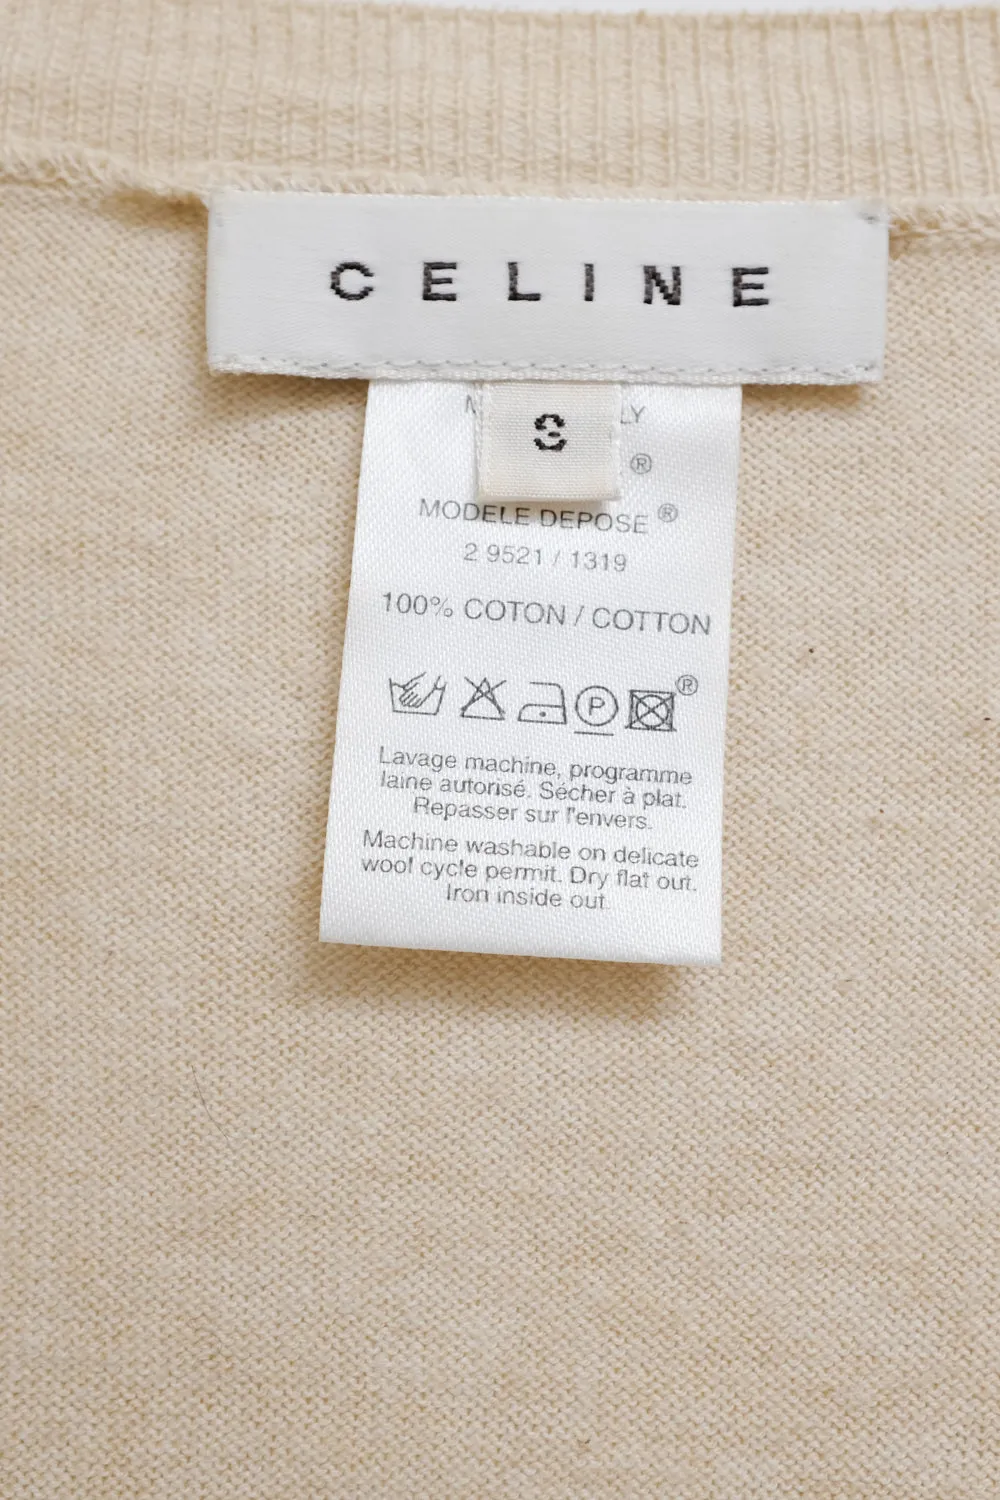 CELINE
S
®
MODELE DEPOSE ®
2 9521 / 1319
100% COTON / COTTON
P ®
Lavage machine, programme
laine autorisé. Sécher à plat.
Repasser sur l'envers.
Machine washable on delicate
wool cycle permit. Dry flat out.
Iron inside out.